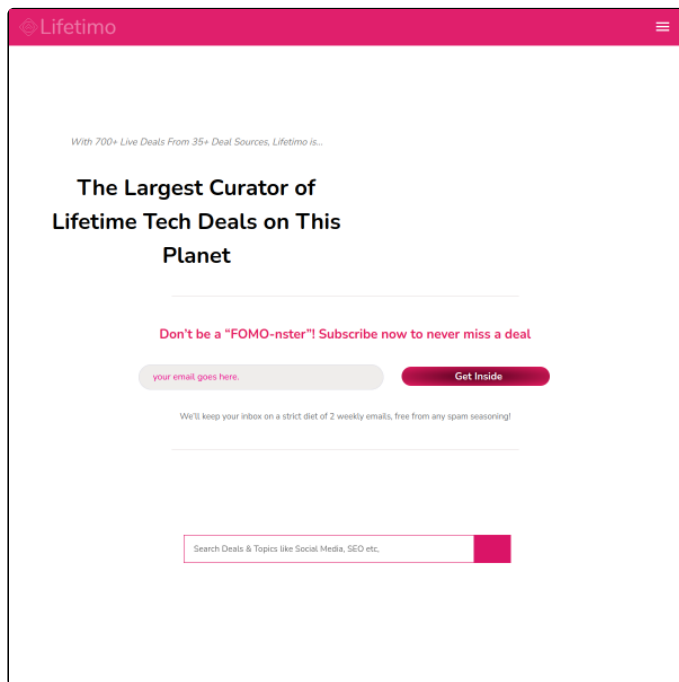 Lifetimo
With 700+ Live Deals From 35+ Deal Sources, Lifetimo is...
The Largest Curator of
Lifetime Tech Deals on This
Planet
Don't be a “FOMO-nster”! Subscribe now to never miss a deal
your email goes here.
Get Inside
We'll keep your inbox on a strict diet of 2 weekly emails, free from any spam seasoning!
Search Deals & Topics like Social Media, SEO etc,